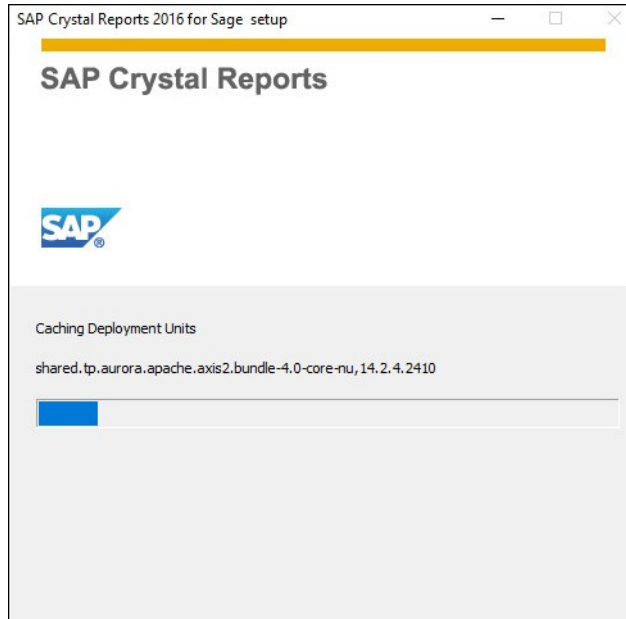 SAP Crystal Reports 2016 for Sage setup
SAP Crystal Reports
SAP®
Caching Deployment Units
shared.tp.aurora.apache.axis2.bundle-4.0-core-nu,14.2.4.2410